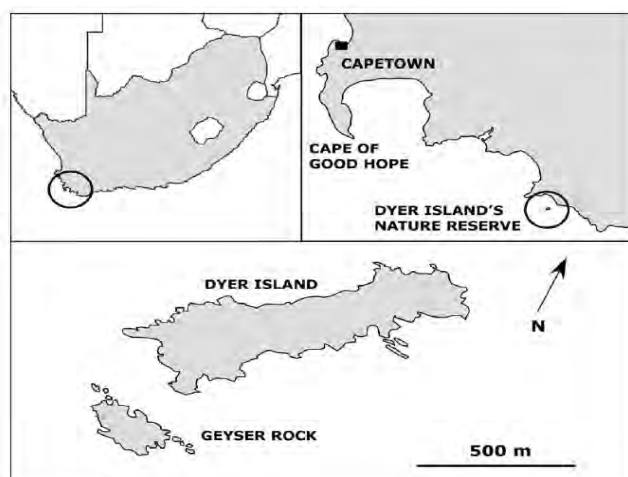 CAPETOWN
CAPE OF
GOOD HOPE
DYER ISLAND'S
NATURE RESERVE
DYER ISLAND
N
GEYSER ROCK
500 m